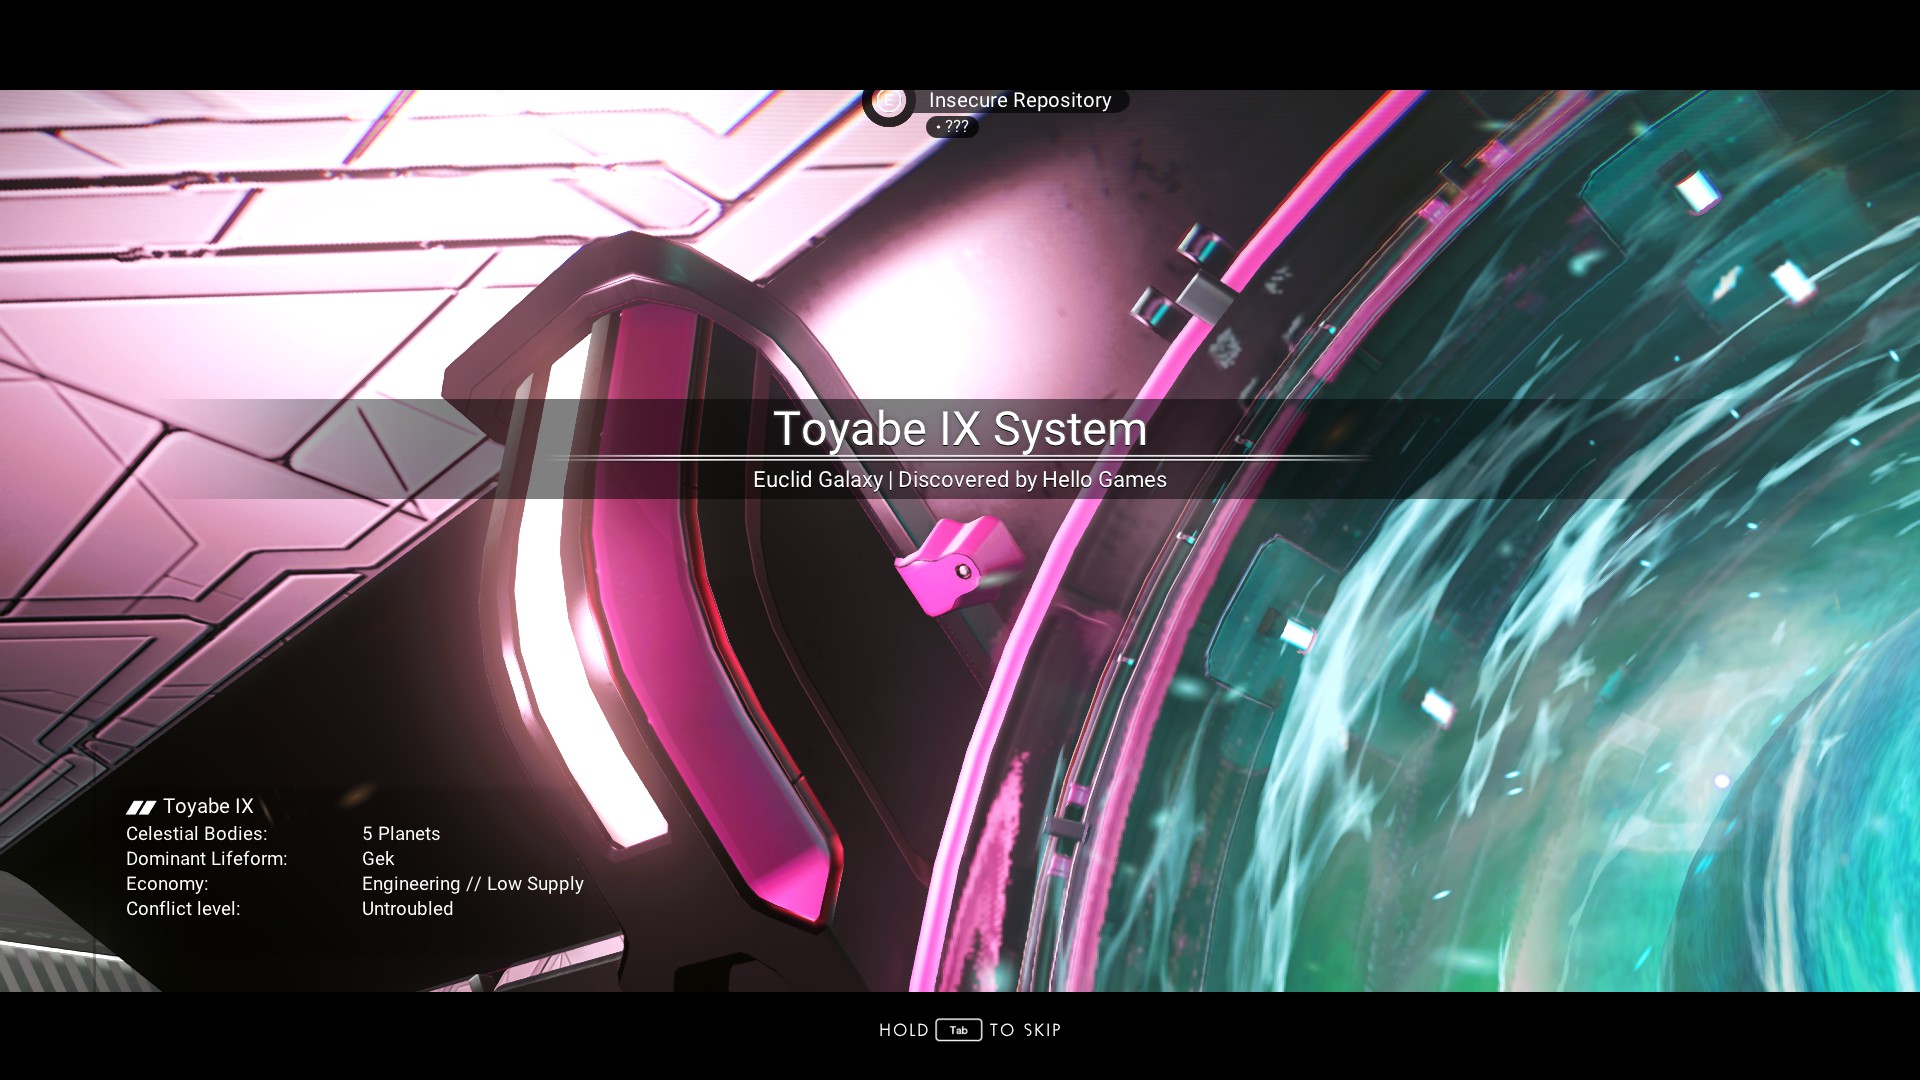 E
Insecure Repository
• ???
Toyabe IX System
Euclid Galaxy | Discovered by Hello Games
Toyabe IX
Celestial Bodies: 5 Planets
Dominant Lifeform: Gek
Economy: Engineering // Low Supply
Conflict level: Untroubled
HOLD Tab TO SKIP